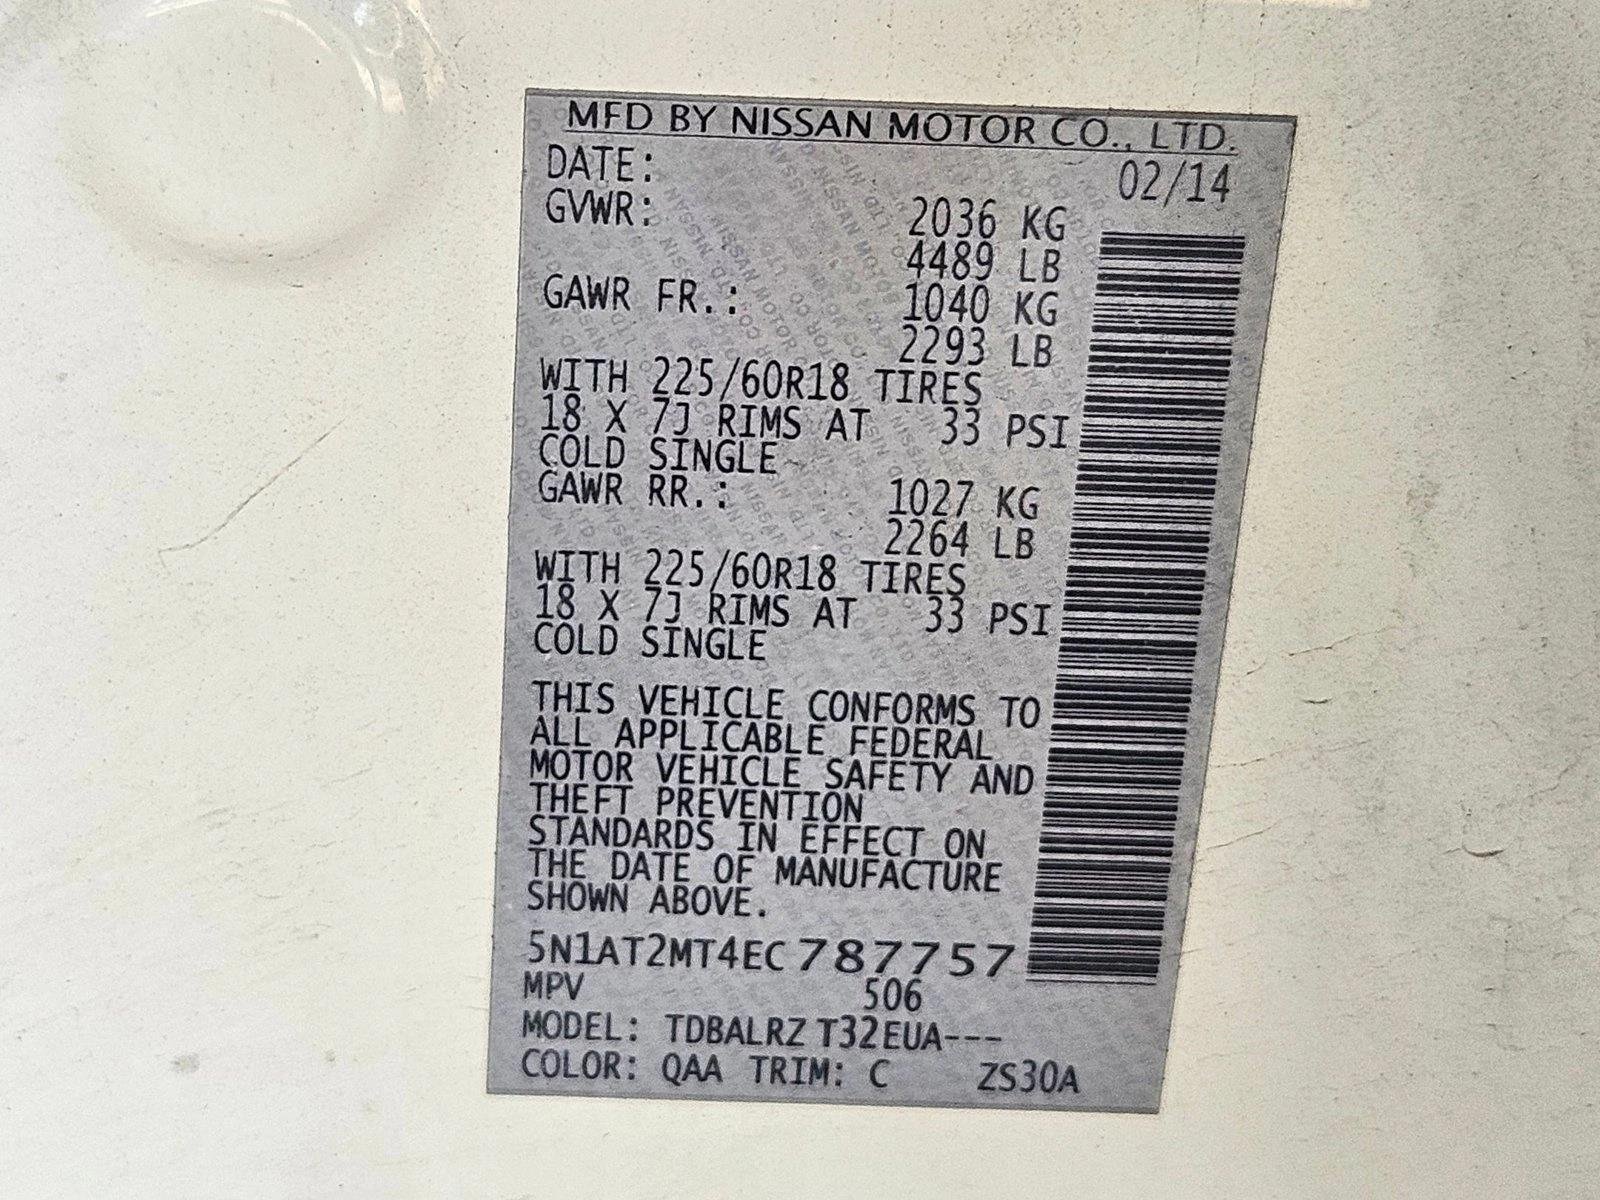 MFD BY NISSAN MOTOR CO., LTD.
DATE: 02/14
GVWR: 2036 KG
4489 LB
GAWR FR.: 1040 KG
2293 LB
WITH 225/60R18 TIRES
18 X 7J RIMS AT 33 PSI
COLD SINGLE
GAWR RR.: 1027 KG
2264 LB
WITH 225/60R18 TIRES
18 X 7J RIMS AT 33 PSI
COLD SINGLE
THIS VEHICLE CONFORMS TO
ALL APPLICABLE FEDERAL
MOTOR VEHICLE SAFETY AND
THEFT PREVENTION
STANDARDS IN EFFECT ON
THE DATE OF MANUFACTURE
SHOWN ABOVE.
5N1AT2MT4EC787757
MPV 506
MODEL: TDBALRZ T32EUA---
COLOR: QAA TRIM: C ZS30A